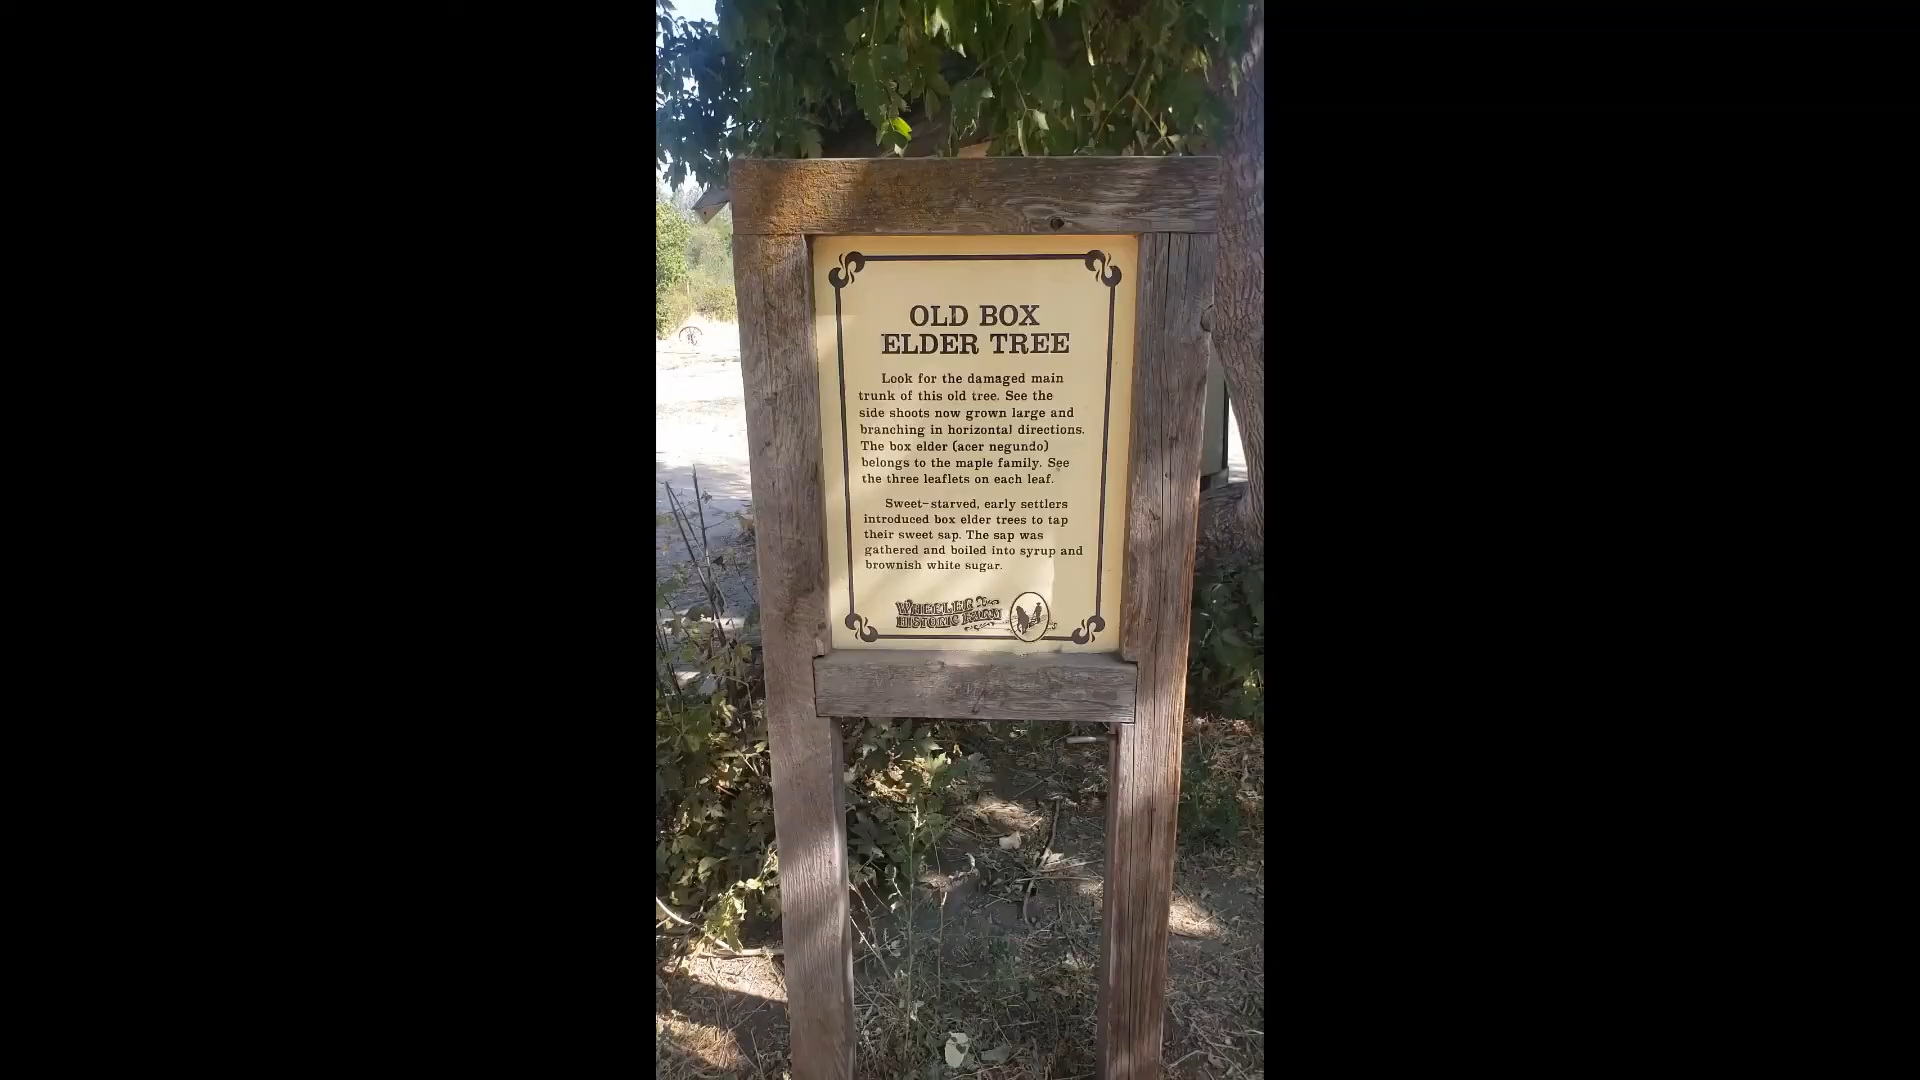 OLD BOX
ELDER TREE
Look for the damaged main
trunk of this old tree. See the
side shoots now grown large and
branching in horizontal directions.
The box elder (acer negundo)
belongs to the maple family. See
the three leaflets on each leaf.
Sweet-starved, early settlers
introduced box elder trees to tap
their sweet sap. The sap was
gathered and boiled into syrup and
brownish white sugar.
WHEELER
HISTORIC FARM